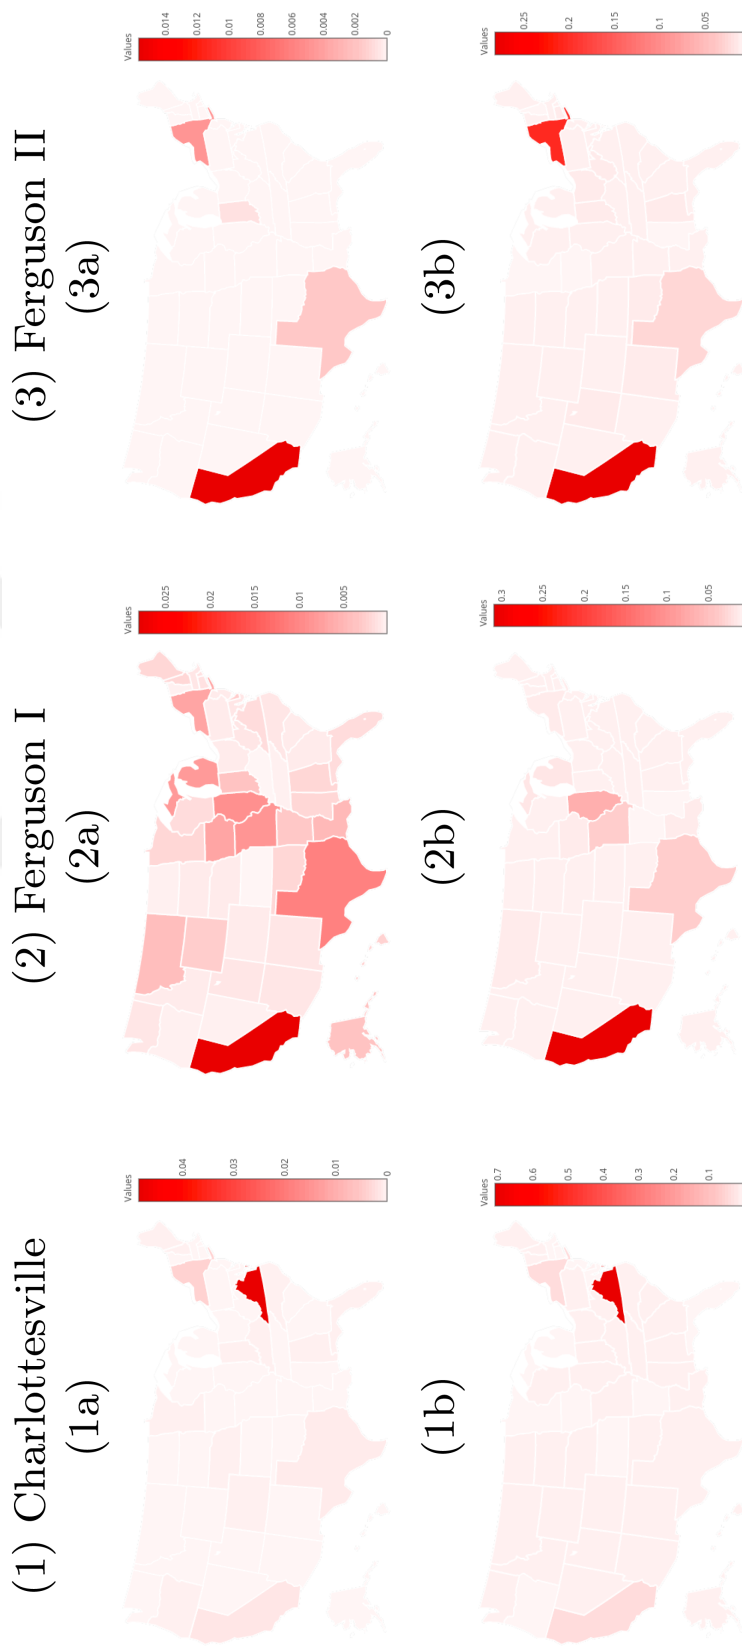 (1) Charlottesville
(2) Ferguson I
(3) Ferguson II
(1a)
(2a)
(3a)
Values
0.04
0.03
0.02
0.01
0
Values
0.025
0.02
0.015
0.01
0.005
Values
0.014
0.012
0.01
0.008
0.006
0.004
0.002
0
(1b)
(2b)
(3b)
Values
0.7
0.6
0.5
0.4
0.3
0.2
0.1
Values
0.3
0.25
0.2
0.15
0.1
0.05
Values
0.25
0.2
0.15
0.1
0.05